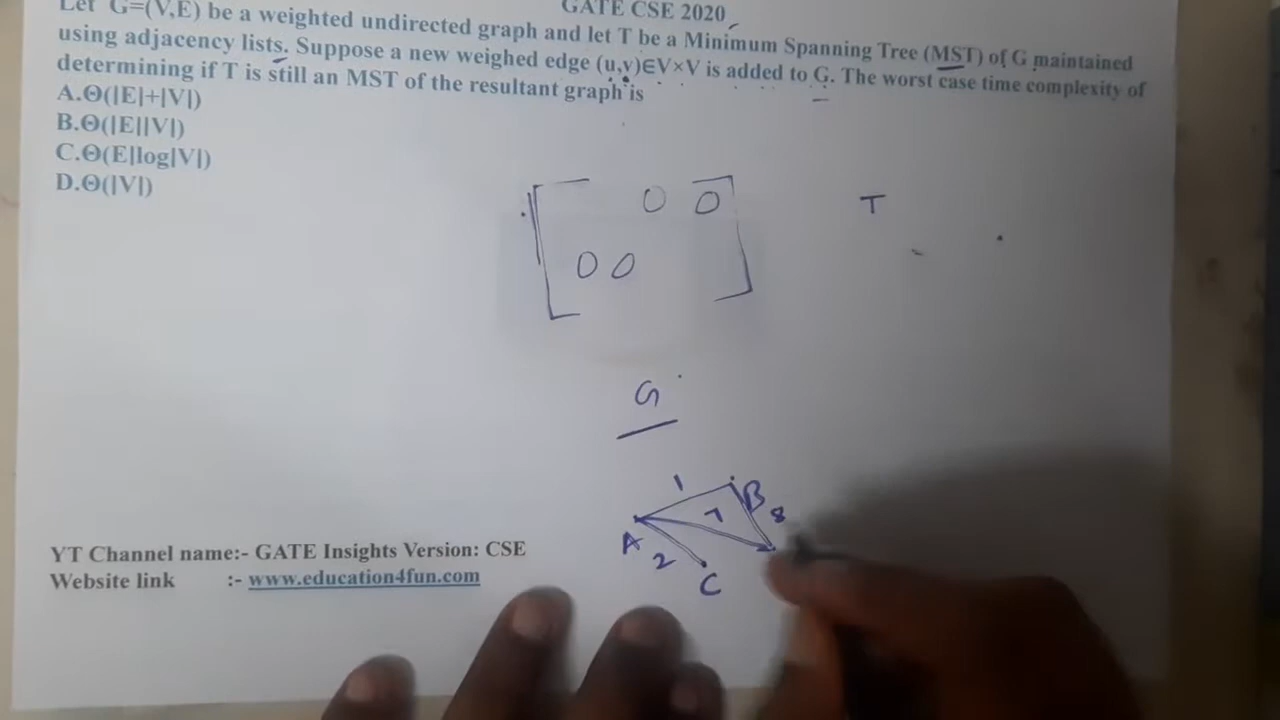 GATE CSE 2020
Let G=(V,E) be a weighted undirected graph and let T be a Minimum Spanning Tree (MST) of G maintained
using adjacency lists. Suppose a new weighed edge (u,v)∈V×V is added to G. The worst case time complexity of
determining if T is still an MST of the resultant graph is
A.Θ(|E|+|V|)
B.Θ(|E||V|)
C.Θ(E|log|V|)
D.Θ(|V|)
0 0
T
0 0
G
1
B
7
8
A
2
C
YT Channel name:- GATE Insights Version: CSE
Website link :- www.education4fun.com